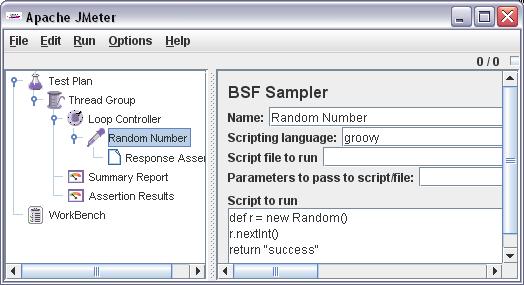 Apache JMeter
File Edit Run Options Help
0 / 0
Test Plan
Thread Group
Loop Controller
Random Number
Response Asser
Summary Report
Assertion Results
WorkBench
BSF Sampler
Name: Random Number
Scripting language: groovy
Script file to run
Parameters to pass to script/file:
Script to run
def r = new Random()
r.nextInt()
return "success"